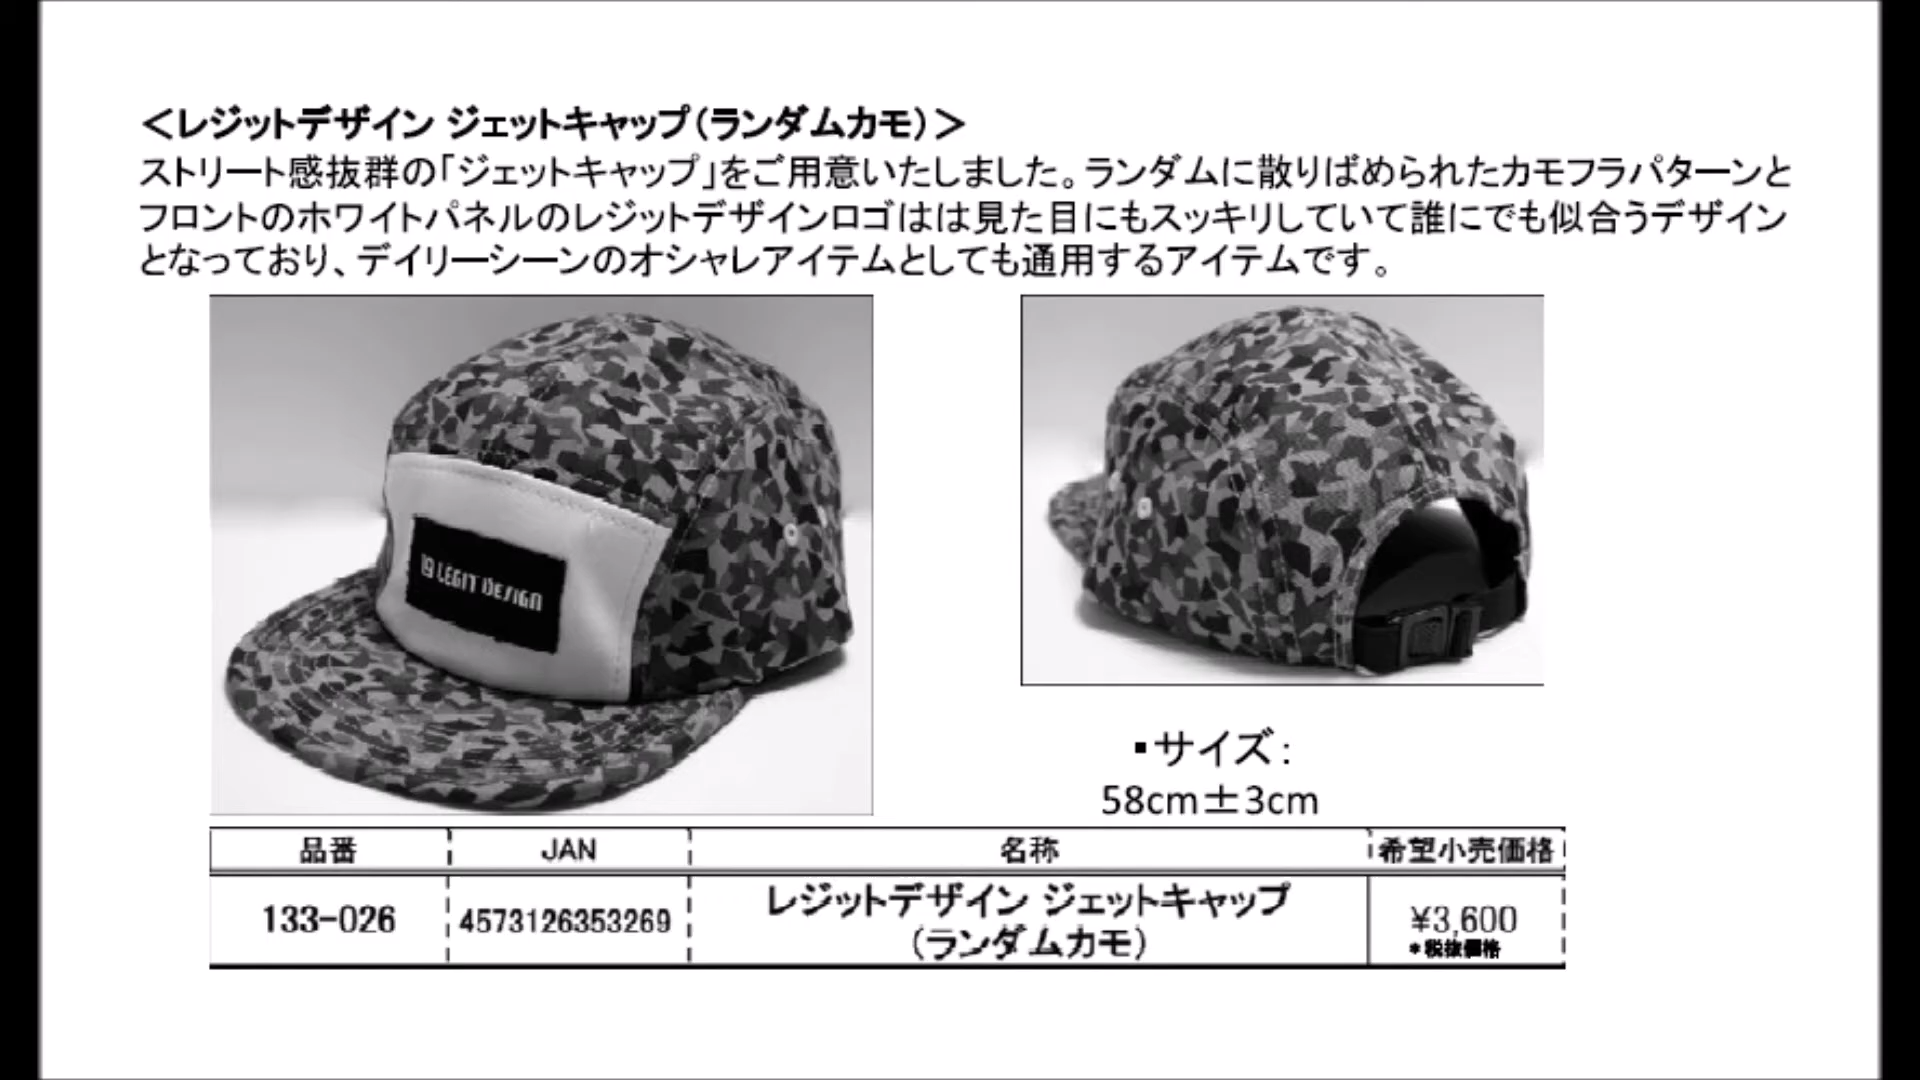 ＜レジットデザイン ジェットキャップ（ランダムカモ）＞
ストリート感抜群の「ジェットキャップ」をご用意いたしました。ランダムに散りばめられたカモフラパターンと
フロントのホワイトパネルのレジットデザインロゴはは見た目にもスッキリしていて誰にでも似合うデザイン
となっており、デイリーシーンのオシャレアイテムとしても通用するアイテムです。
LEGIT DESIGN
▪サイズ：
58cm±3cm
品番 JAN 名称 希望小売価格
133-026 4573126353269 レジットデザイン ジェットキャップ
（ランダムカモ） ¥3,600
＊税抜価格